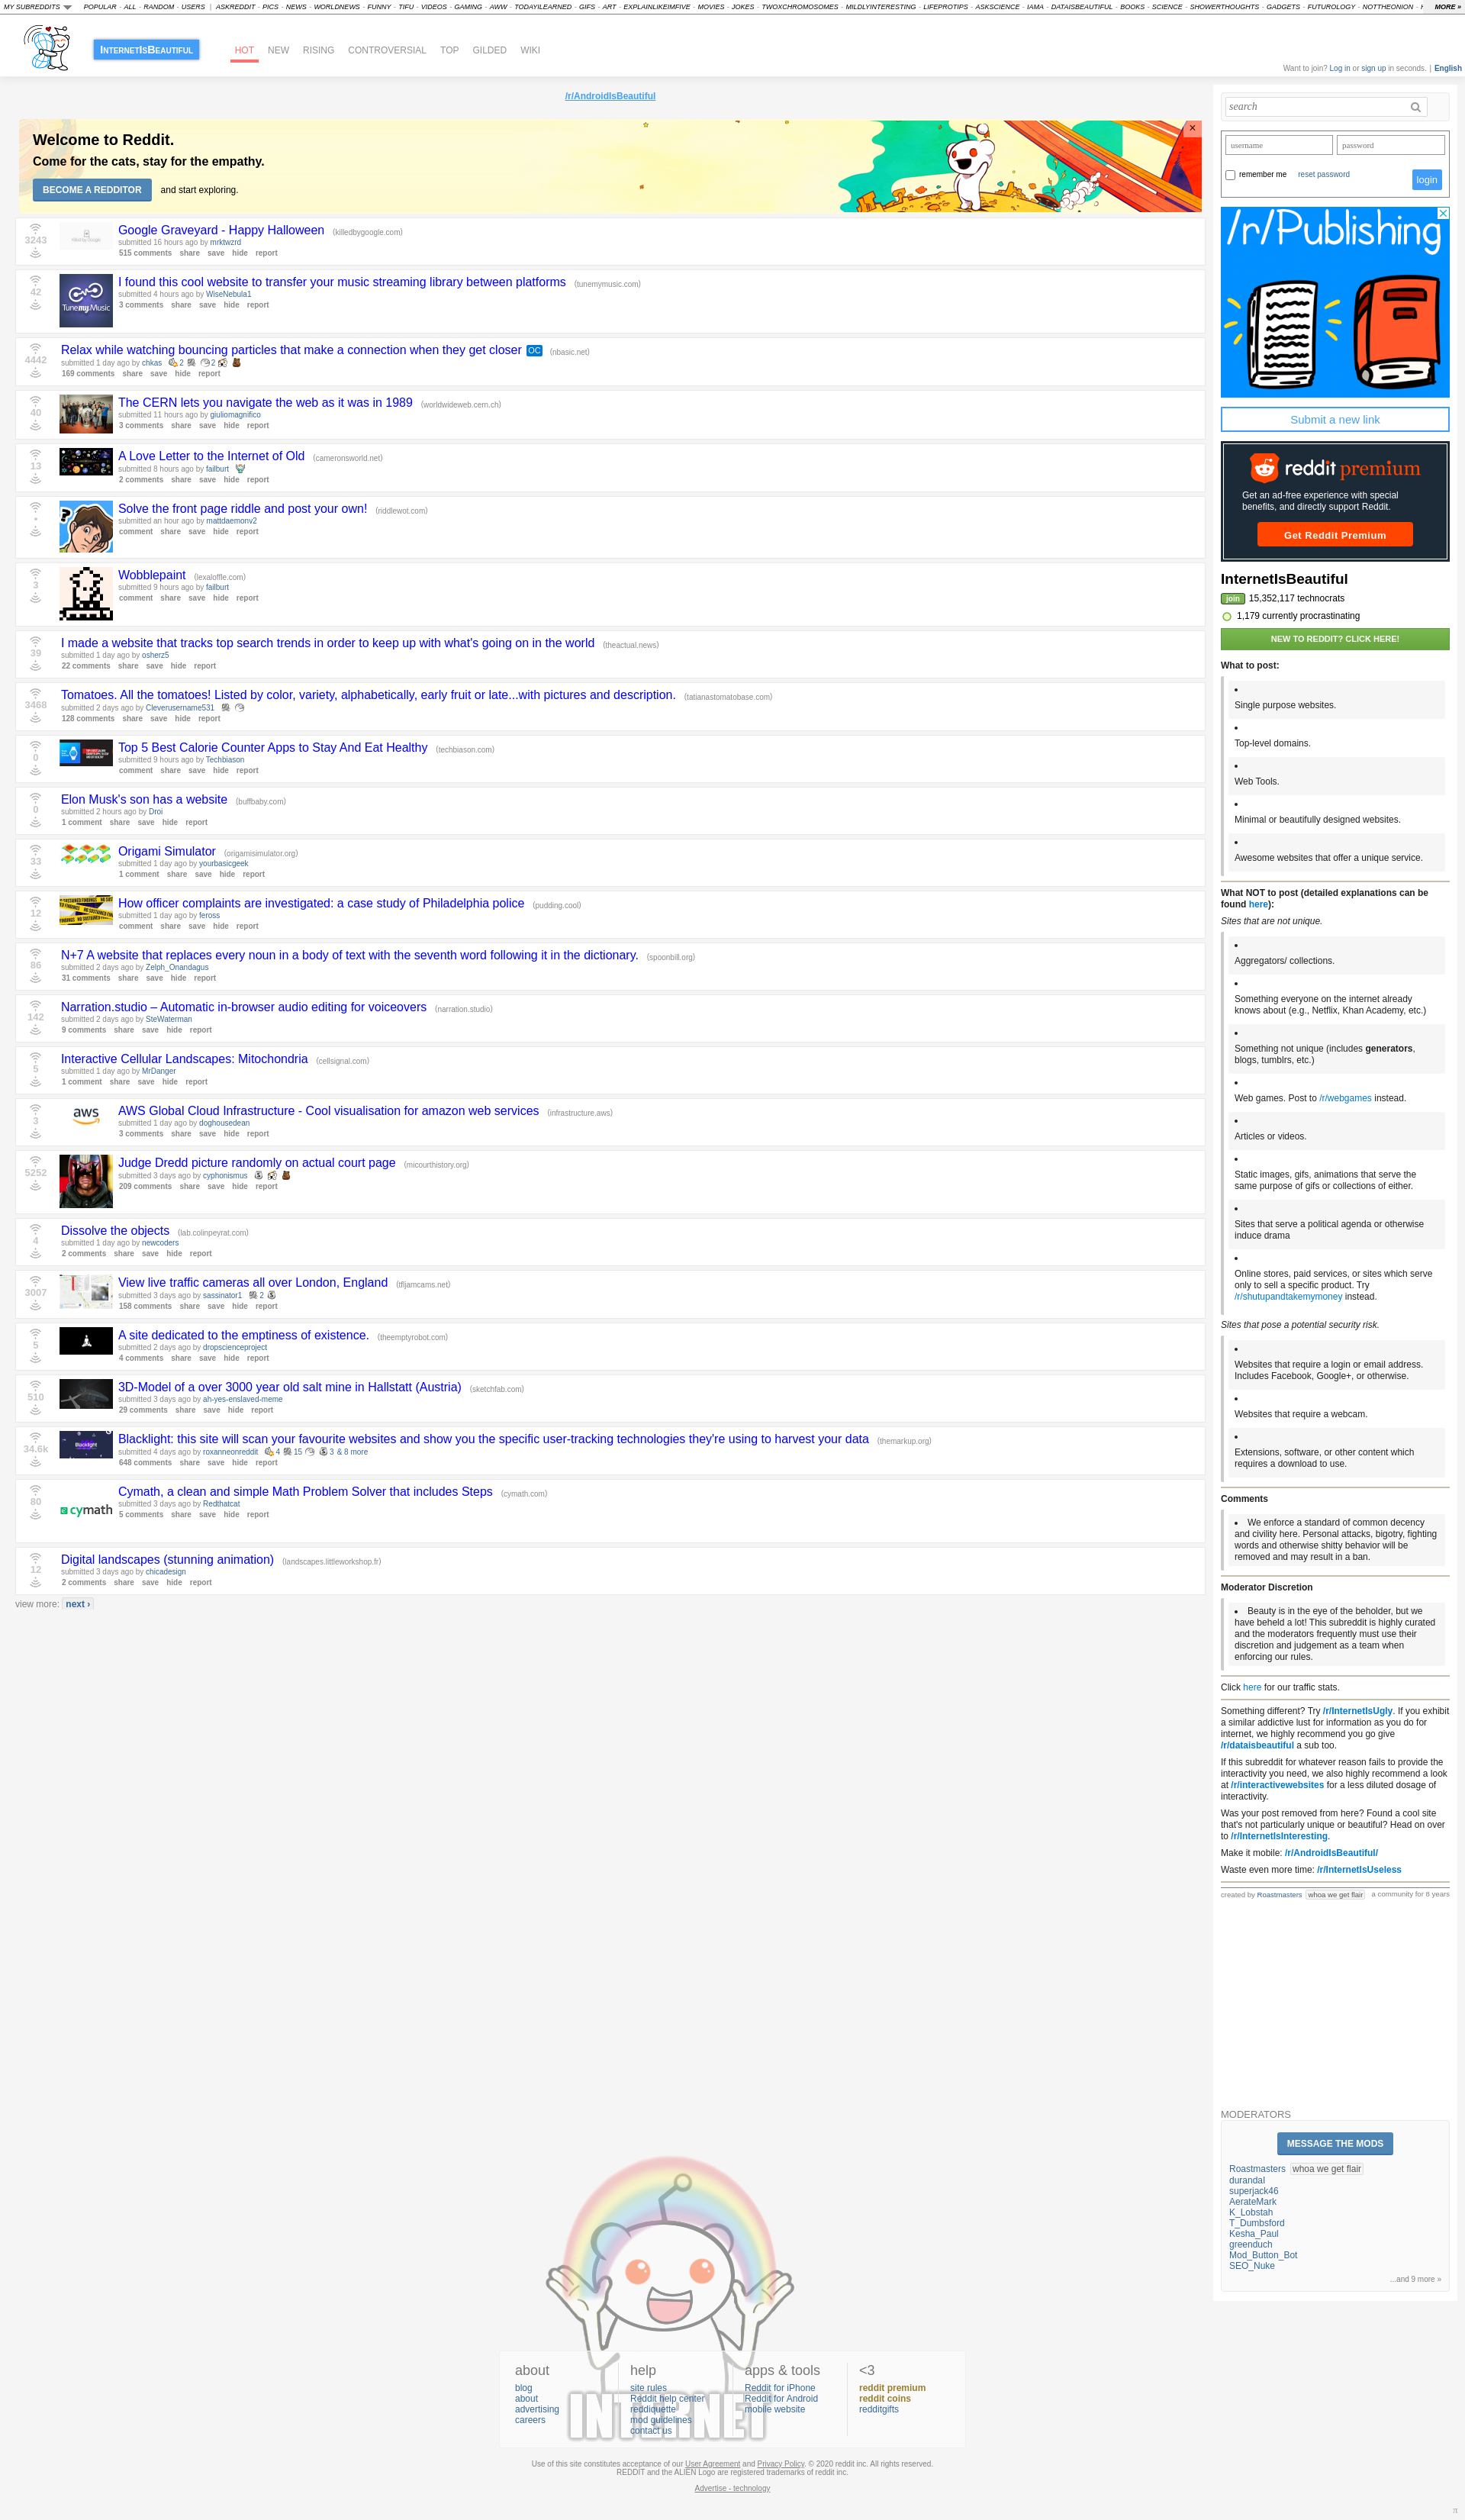 MY SUBREDDITS POPULAR - ALL - RANDOM - USERS | ASKREDDIT - PICS - NEWS - WORLDNEWS - FUNNY - TIFU - VIDEOS - GAMING - AWW - TODAYILEARNED - GIFS - ART - EXPLAINLIKEIMFIVE - MOVIES - JOKES - TWOXCHROMOSOMES - MILDLYINTERESTING - LIFEPROTIPS - ASKSCIENCE - IAMA - DATAISBEAUTIFUL - BOOKS - SCIENCE - SHOWERTHOUGHTS - GADGETS - FUTUROLOGY - NOTTHEONION - MORE »
InternetIsBeautiful HOT NEW RISING CONTROVERSIAL TOP GILDED WIKI
Want to join? Log in or sign up in seconds. | English
/r/AndroidIsBeautiful
Welcome to Reddit.
Come for the cats, stay for the empathy.
BECOME A REDDITOR and start exploring.
×
3243
Google Graveyard - Happy Halloween (killedbygoogle.com)
submitted 16 hours ago by mrktwzrd
515 comments share save hide report
42
TuneMyMusic
I found this cool website to transfer your music streaming library between platforms (tunemymusic.com)
submitted 4 hours ago by WiseNebula1
3 comments share save hide report
4442
Relax while watching bouncing particles that make a connection when they get closer OC (nbasic.net)
submitted 1 day ago by chkas 2 2
169 comments share save hide report
40
The CERN lets you navigate the web as it was in 1989 (worldwideweb.cern.ch)
submitted 11 hours ago by giuliomagnifico
3 comments share save hide report
13
A Love Letter to the Internet of Old (cameronsworld.net)
submitted 8 hours ago by failburt
2 comments share save hide report
•
Solve the front page riddle and post your own! (riddlewot.com)
submitted an hour ago by mattdaemonv2
comment share save hide report
3
Wobblepaint (lexaloffle.com)
submitted 9 hours ago by failburt
comment share save hide report
39
I made a website that tracks top search trends in order to keep up with what's going on in the world (theactual.news)
submitted 1 day ago by osherz5
22 comments share save hide report
3468
Tomatoes. All the tomatoes! Listed by color, variety, alphabetically, early fruit or late...with pictures and description. (tatianastomatobase.com)
submitted 2 days ago by Cleverusername531
128 comments share save hide report
0
Top 5 Best Calorie Counter Apps to Stay And Eat Healthy (techbiason.com)
submitted 9 hours ago by Techbiason
comment share save hide report
0
Elon Musk's son has a website (buffbaby.com)
submitted 2 hours ago by Droi
1 comment share save hide report
33
Origami Simulator (origamisimulator.org)
submitted 1 day ago by yourbasicgeek
1 comment share save hide report
12
How officer complaints are investigated: a case study of Philadelphia police (pudding.cool)
submitted 1 day ago by feross
comment share save hide report
86
N+7 A website that replaces every noun in a body of text with the seventh word following it in the dictionary. (spoonbill.org)
submitted 2 days ago by Zelph_Onandagus
31 comments share save hide report
142
Narration.studio – Automatic in-browser audio editing for voiceovers (narration.studio)
submitted 2 days ago by SteWaterman
9 comments share save hide report
5
Interactive Cellular Landscapes: Mitochondria (cellsignal.com)
submitted 1 day ago by MrDanger
1 comment share save hide report
3
aws
AWS Global Cloud Infrastructure - Cool visualisation for amazon web services (infrastructure.aws)
submitted 1 day ago by doghousedean
3 comments share save hide report
5252
Judge Dredd picture randomly on actual court page (micourthistory.org)
submitted 3 days ago by cyphonismus
209 comments share save hide report
4
Dissolve the objects (lab.colinpeyrat.com)
submitted 1 day ago by newcoders
2 comments share save hide report
3007
View live traffic cameras all over London, England (tfljamcams.net)
submitted 3 days ago by sassinator1 2
158 comments share save hide report
5
A site dedicated to the emptiness of existence. (theemptyrobot.com)
submitted 2 days ago by dropscienceproject
4 comments share save hide report
510
3D-Model of a over 3000 year old salt mine in Hallstatt (Austria) (sketchfab.com)
submitted 3 days ago by ah-yes-enslaved-meme
29 comments share save hide report
34.6k
Blacklight
Blacklight: this site will scan your favourite websites and show you the specific user-tracking technologies they're using to harvest your data (themarkup.org)
submitted 4 days ago by roxanneonreddit 4 15 3 & 8 more
648 comments share save hide report
80
cymath
Cymath, a clean and simple Math Problem Solver that includes Steps (cymath.com)
submitted 3 days ago by Redthatcat
5 comments share save hide report
12
Digital landscapes (stunning animation) (landscapes.littleworkshop.fr)
submitted 3 days ago by chicadesign
2 comments share save hide report
view more: next ›
search
username password
remember me reset password login
/r/Publishing
Submit a new link
reddit premium
Get an ad-free experience with special
benefits, and directly support Reddit.
Get Reddit Premium
InternetIsBeautiful
join 15,352,117 technocrats
1,179 currently procrastinating
NEW TO REDDIT? CLICK HERE!
What to post:
Single purpose websites.
Top-level domains.
Web Tools.
Minimal or beautifully designed websites.
Awesome websites that offer a unique service.
What NOT to post (detailed explanations can be
found here):
Sites that are not unique.
Aggregators/ collections.
Something everyone on the internet already
knows about (e.g., Netflix, Khan Academy, etc.)
Something not unique (includes generators,
blogs, tumblrs, etc.)
Web games. Post to /r/webgames instead.
Articles or videos.
Static images, gifs, animations that serve the
same purpose of gifs or collections of either.
Sites that serve a political agenda or otherwise
induce drama
Online stores, paid services, or sites which serve
only to sell a specific product. Try
/r/shutupandtakemymoney instead.
Sites that pose a potential security risk.
Websites that require a login or email address.
Includes Facebook, Google+, or otherwise.
Websites that require a webcam.
Extensions, software, or other content which
requires a download to use.
Comments
We enforce a standard of common decency
and civility here. Personal attacks, bigotry, fighting
words and otherwise shitty behavior will be
removed and may result in a ban.
Moderator Discretion
Beauty is in the eye of the beholder, but we
have beheld a lot! This subreddit is highly curated
and the moderators frequently must use their
discretion and judgement as a team when
enforcing our rules.
Click here for our traffic stats.
Something different? Try /r/InternetIsUgly. If you exhibit
a similar addictive lust for information as you do for
internet, we highly recommend you go give
/r/dataisbeautiful a sub too.
If this subreddit for whatever reason fails to provide the
interactivity you need, we also highly recommend a look
at /r/interactivewebsites for a less diluted dosage of
interactivity.
Was your post removed from here? Found a cool site
that's not particularly unique or beautiful? Head on over
to /r/InternetIsInteresting.
Make it mobile: /r/AndroidIsBeautiful/
Waste even more time: /r/InternetIsUseless
created by Roastmasters whoa we get flair a community for 8 years
MODERATORS
MESSAGE THE MODS
Roastmasters whoa we get flair
durandal
superjack46
AerateMark
K_Lobstah
T_Dumbsford
Kesha_Paul
greenduch
Mod_Button_Bot
SEO_Nuke
...and 9 more »
INTERNET
about
blog
about
advertising
careers
help
site rules
Reddit help center
reddiquette
mod guidelines
contact us
apps & tools
Reddit for iPhone
Reddit for Android
mobile website
<3
reddit premium
reddit coins
redditgifts
Use of this site constitutes acceptance of our User Agreement and Privacy Policy. © 2020 reddit inc. All rights reserved.
REDDIT and the ALIEN Logo are registered trademarks of reddit inc.
Advertise - technology
π